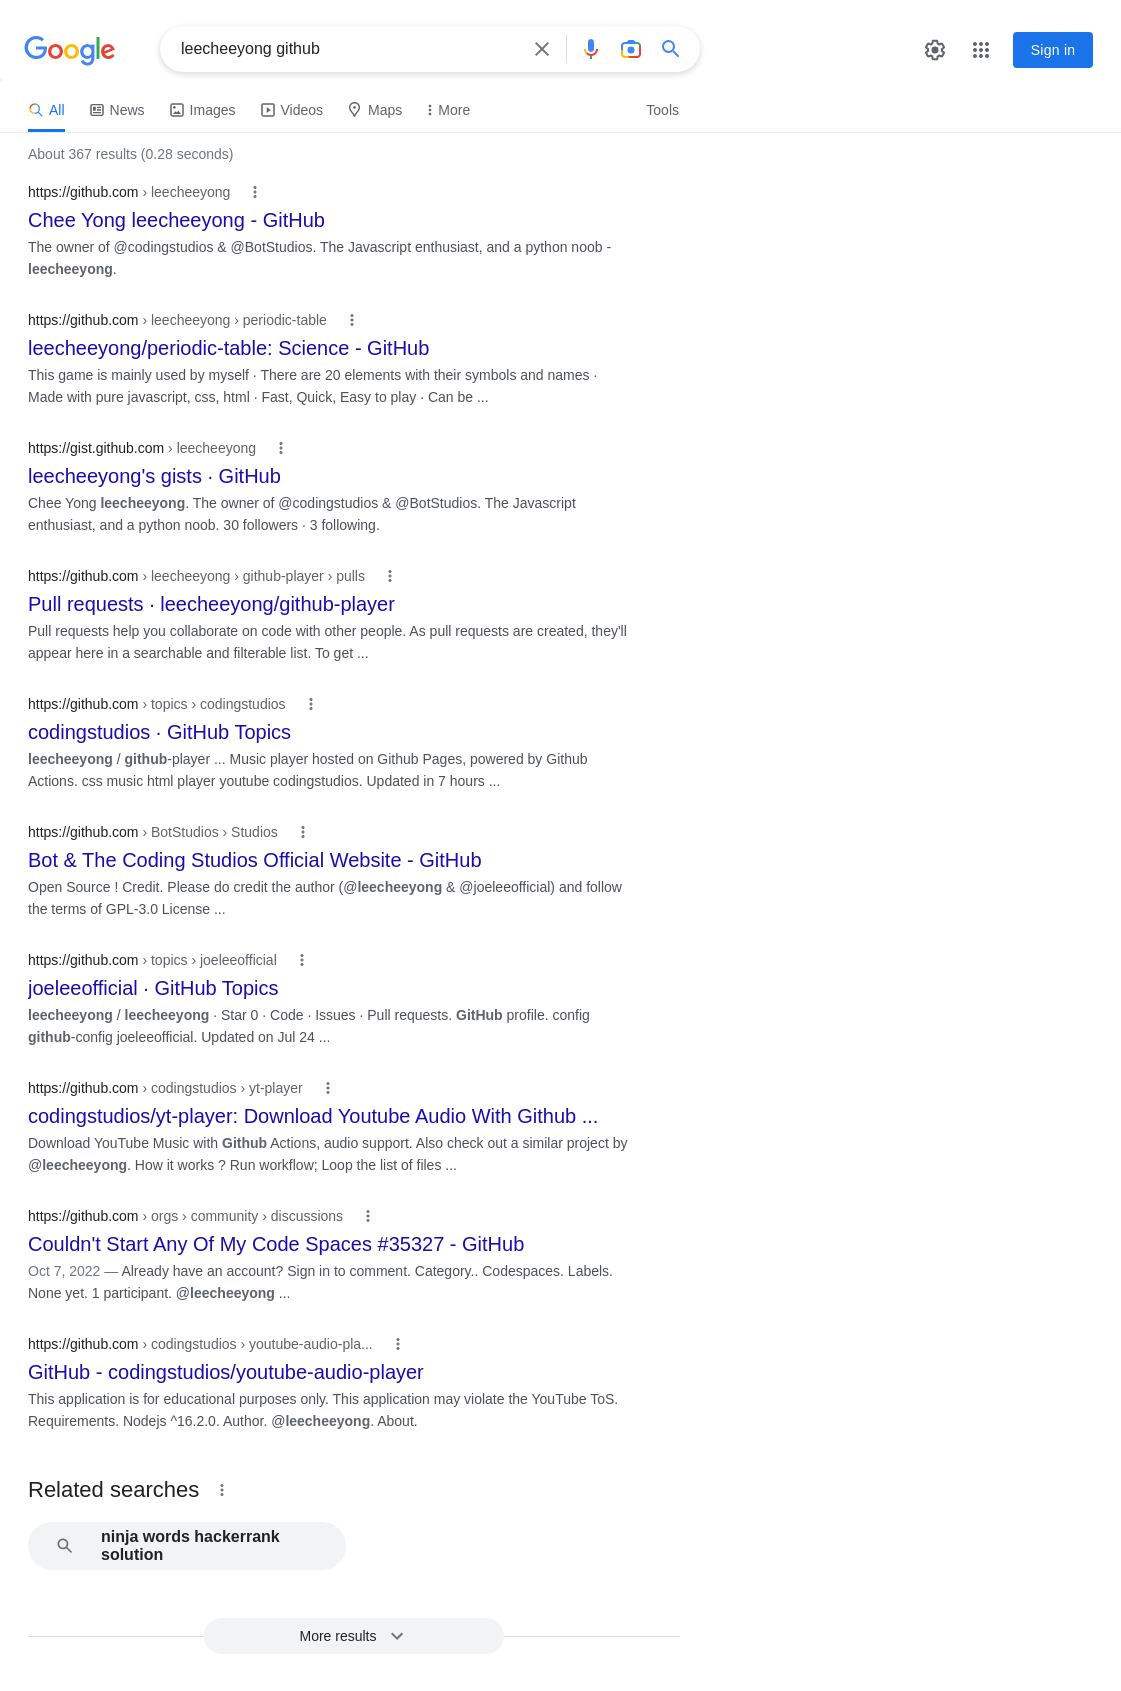 Google
leecheeyong github
Sign in
All
News
Images
Videos
Maps
More
Tools
About 367 results (0.28 seconds)
https://github.com › leecheeyong
Chee Yong leecheeyong - GitHub
The owner of @codingstudios & @BotStudios. The Javascript enthusiast, and a python noob -
leecheeyong.
https://github.com › leecheeyong › periodic-table
leecheeyong/periodic-table: Science - GitHub
This game is mainly used by myself · There are 20 elements with their symbols and names ·
Made with pure javascript, css, html · Fast, Quick, Easy to play · Can be ...
https://gist.github.com › leecheeyong
leecheeyong's gists · GitHub
Chee Yong leecheeyong. The owner of @codingstudios & @BotStudios. The Javascript
enthusiast, and a python noob. 30 followers · 3 following.
https://github.com › leecheeyong › github-player › pulls
Pull requests · leecheeyong/github-player
Pull requests help you collaborate on code with other people. As pull requests are created, they'll
appear here in a searchable and filterable list. To get ...
https://github.com › topics › codingstudios
codingstudios · GitHub Topics
leecheeyong / github-player ... Music player hosted on Github Pages, powered by Github
Actions. css music html player youtube codingstudios. Updated in 7 hours ...
https://github.com › BotStudios › Studios
Bot & The Coding Studios Official Website - GitHub
Open Source ! Credit. Please do credit the author (@leecheeyong & @joeleeofficial) and follow
the terms of GPL-3.0 License ...
https://github.com › topics › joeleeofficial
joeleeofficial · GitHub Topics
leecheeyong / leecheeyong · Star 0 · Code · Issues · Pull requests. GitHub profile. config
github-config joeleeofficial. Updated on Jul 24 ...
https://github.com › codingstudios › yt-player
codingstudios/yt-player: Download Youtube Audio With Github ...
Download YouTube Music with Github Actions, audio support. Also check out a similar project by
@leecheeyong. How it works ? Run workflow; Loop the list of files ...
https://github.com › orgs › community › discussions
Couldn't Start Any Of My Code Spaces #35327 - GitHub
Oct 7, 2022 — Already have an account? Sign in to comment. Category.. Codespaces. Labels.
None yet. 1 participant. @leecheeyong ...
https://github.com › codingstudios › youtube-audio-pla...
GitHub - codingstudios/youtube-audio-player
This application is for educational purposes only. This application may violate the YouTube ToS.
Requirements. Nodejs ^16.2.0. Author. @leecheeyong. About.
Related searches
ninja words hackerrank
solution
More results